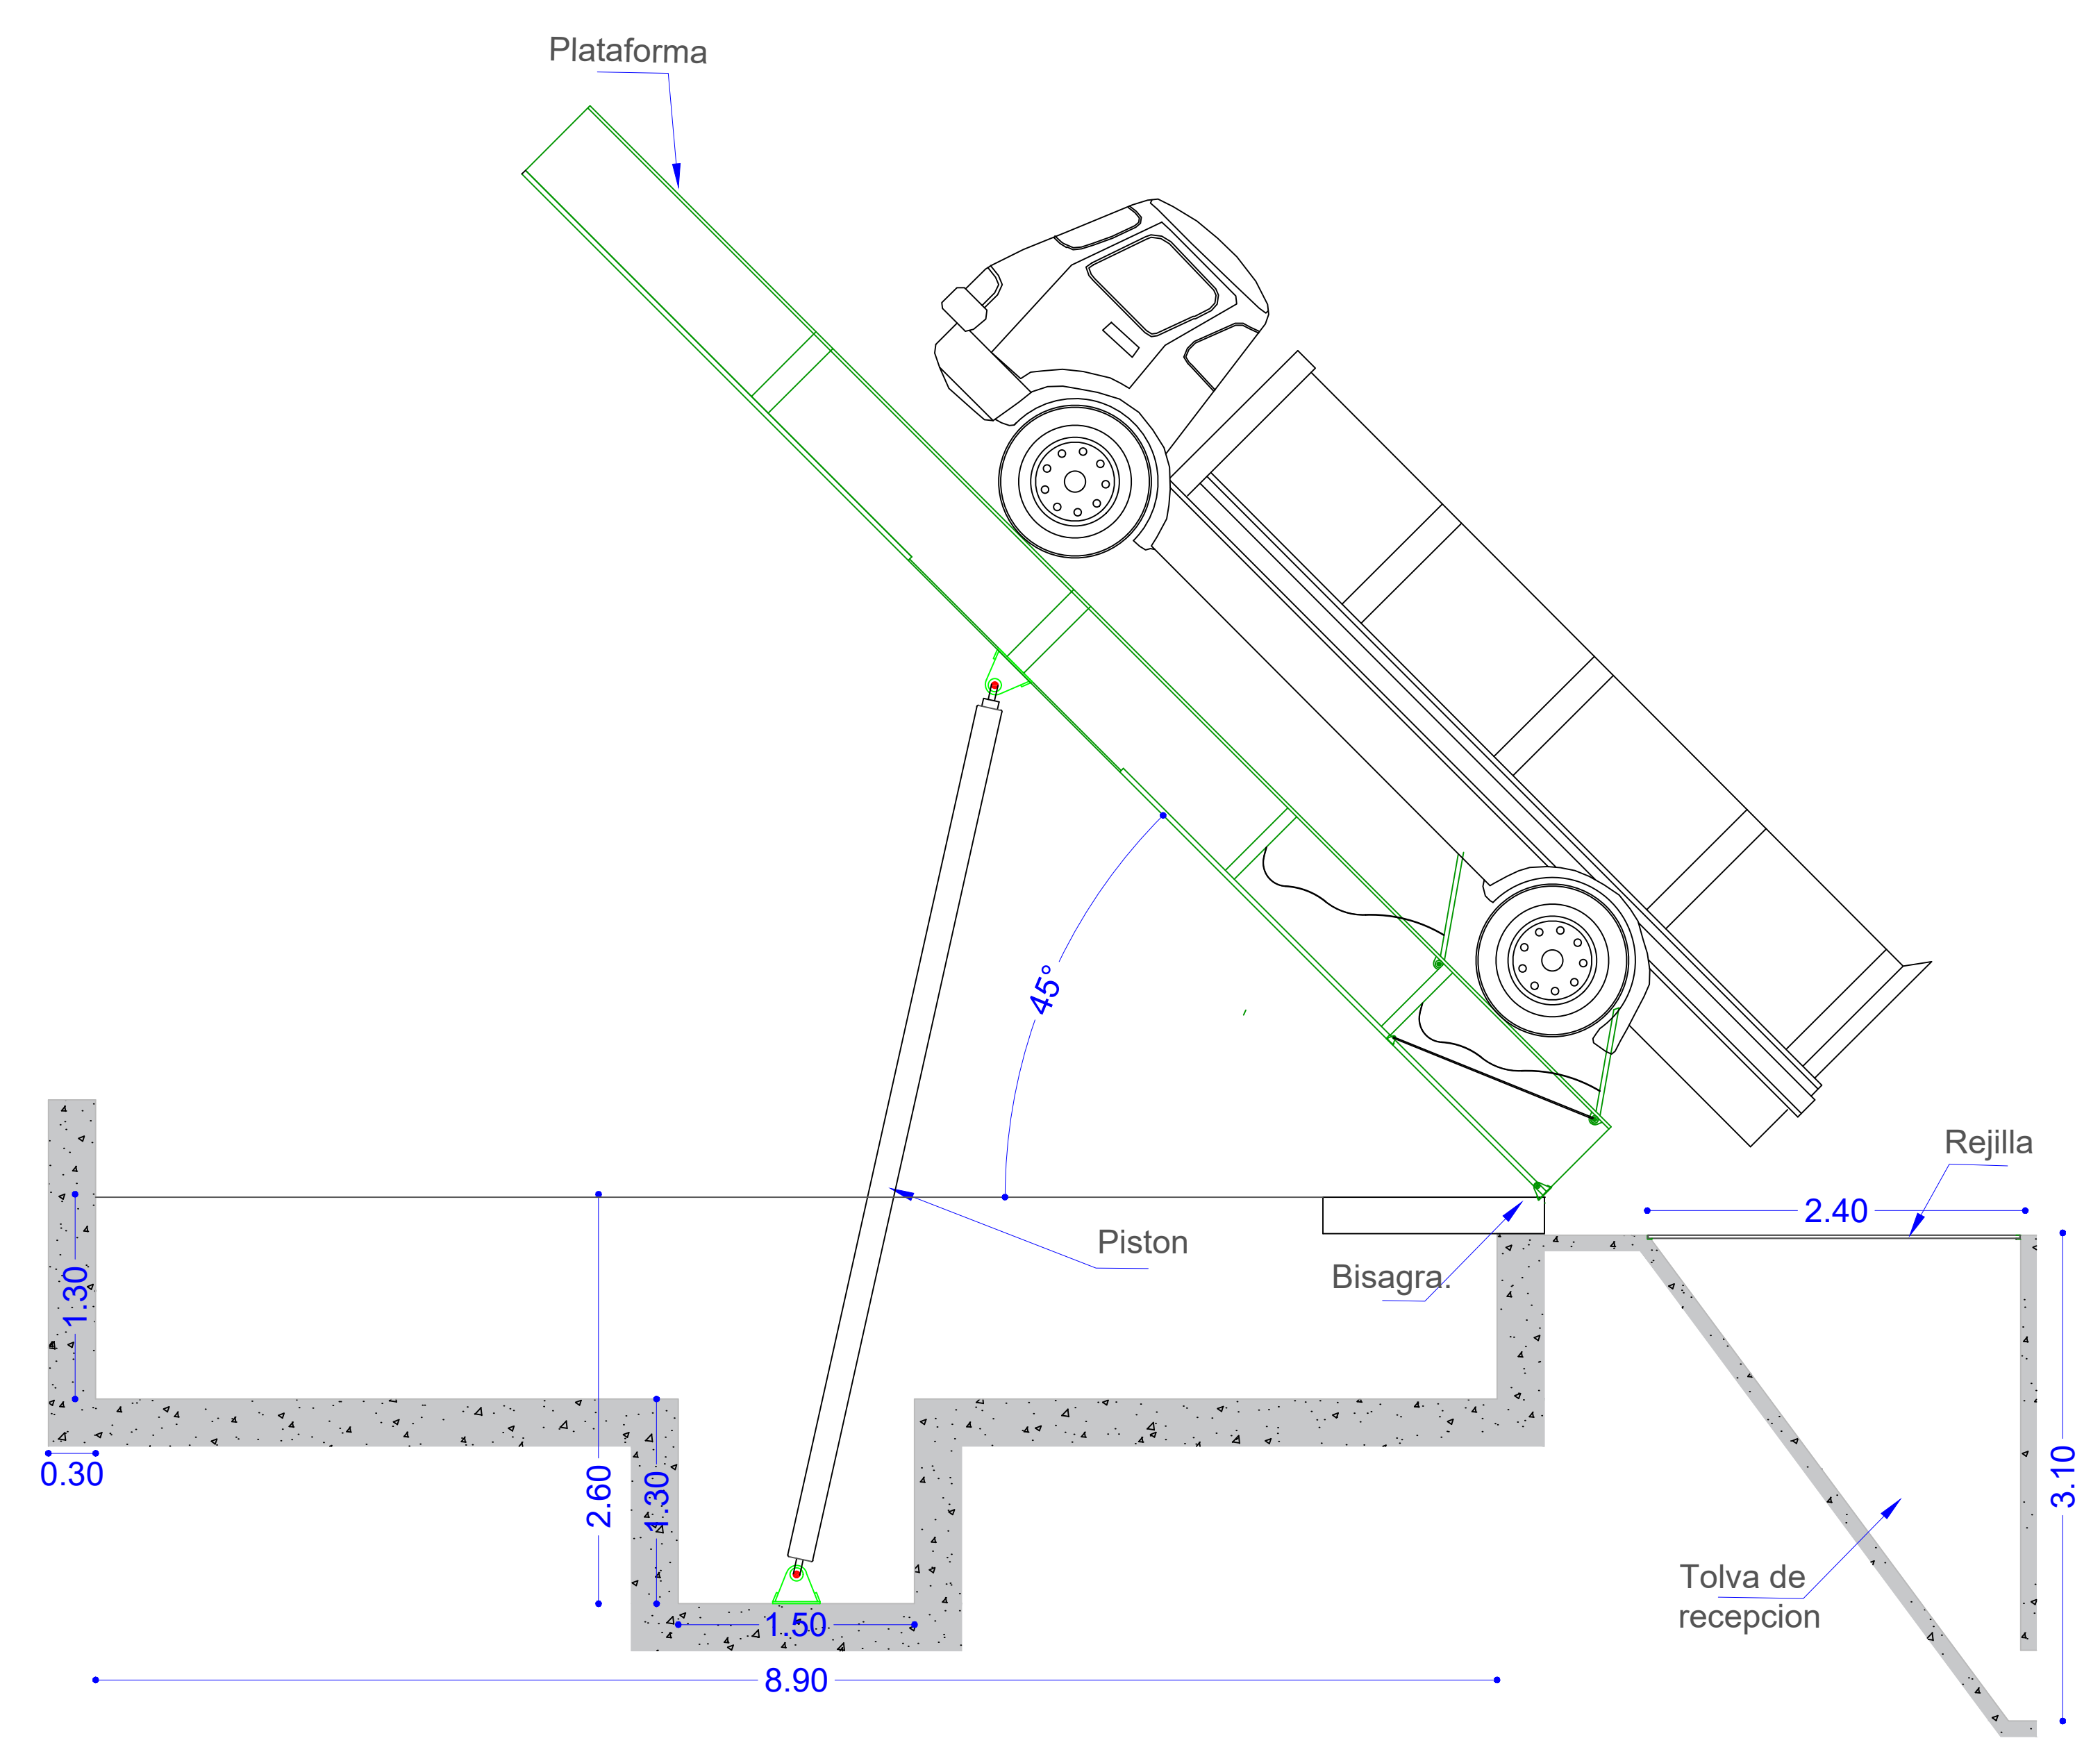 Plataforma
45°
Rejilla
2.40
Piston
Bisagra.
1.30
0.30
2.60
1.30
3.10
Tolva de
recepcion
1.50
8.90